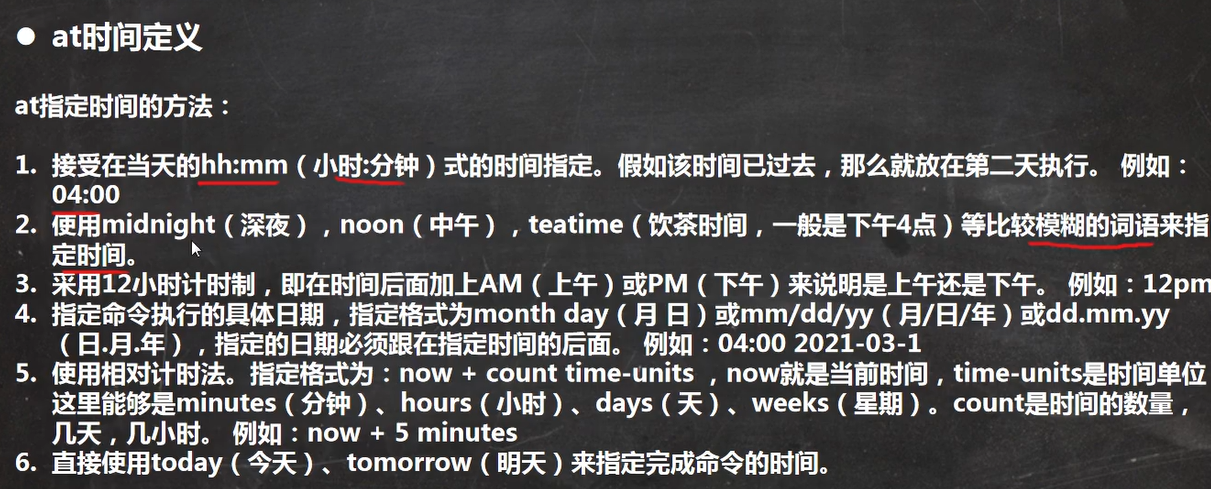 ● at时间定义
at指定时间的方法：
1. 接受在当天的hh:mm（小时:分钟）式的时间指定。假如该时间已过去，那么就放在第二天执行。 例如：
04:00
2. 使用midnight（深夜），noon（中午），teatime（饮茶时间，一般是下午4点）等比较模糊的词语来指
定时间。
3. 采用12小时计时制，即在时间后面加上AM（上午）或PM（下午）来说明是上午还是下午。 例如：12pm
4. 指定命令执行的具体日期，指定格式为month day（月 日）或mm/dd/yy（月/日/年）或dd.mm.yy
（日.月.年），指定的日期必须跟在指定时间的后面。 例如：04:00 2021-03-1
5. 使用相对计时法。指定格式为：now + count time-units ，now就是当前时间，time-units是时间单位
这里能够是minutes（分钟）、hours（小时）、days（天）、weeks（星期）。count是时间的数量，
几天，几小时。 例如：now + 5 minutes
6. 直接使用today（今天）、tomorrow（明天）来指定完成命令的时间。